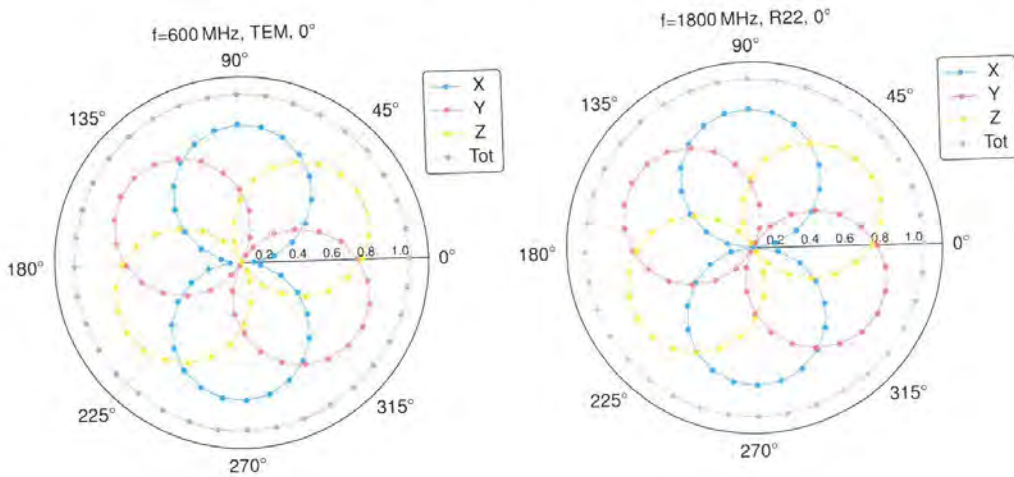 f=600 MHz, TEM, 0°
90°
135°
45°
180°
0°
225°
315°
270°
0.2 0.4 0.6 0.8 1.0
X
Y
Z
Tot
f=1800 MHz, R22, 0°
90°
135°
45°
180°
0°
225°
315°
270°
0.2 0.4 0.6 0.8 1.0
X
Y
Z
Tot